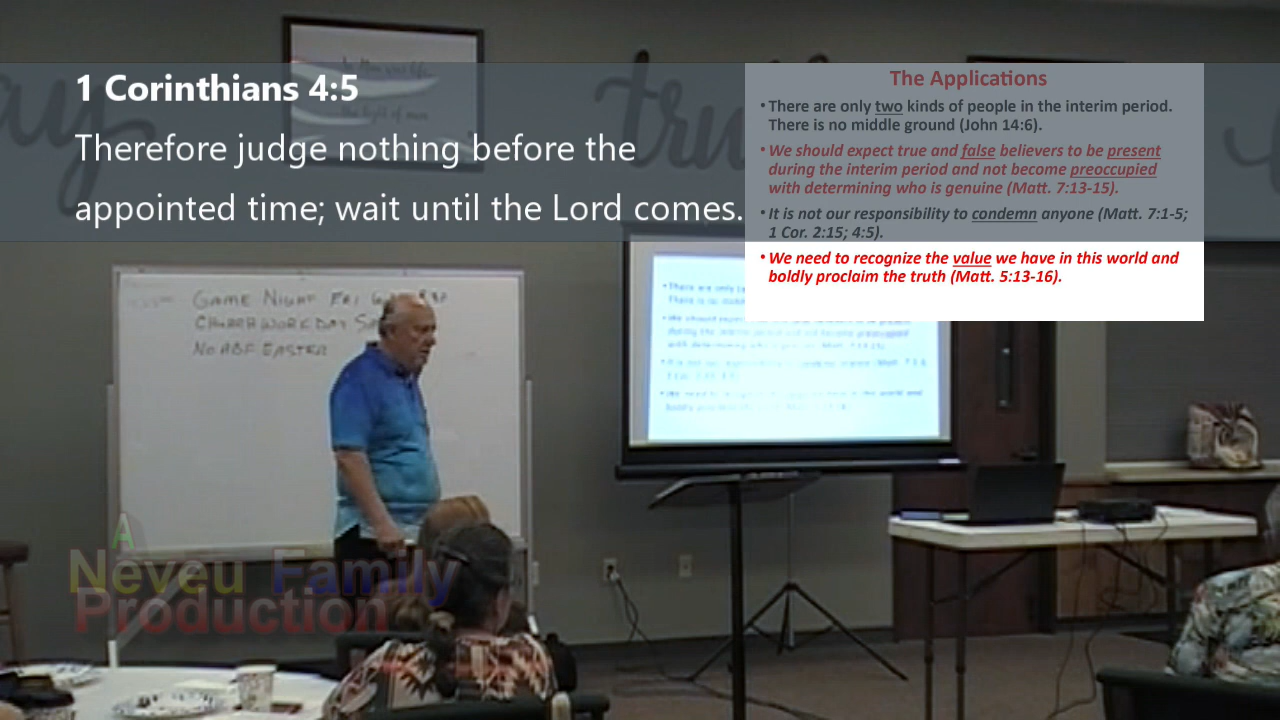 1 Corinthians 4:5
Therefore judge nothing before the
appointed time; wait until the Lord comes.
The Applications
• There are only two kinds of people in the interim period.
There is no middle ground (John 14:6).
• We should expect true and false believers to be present
during the interim period and not become preoccupied
with determining who is genuine (Matt. 7:13-15).
• It is not our responsibility to condemn anyone (Matt. 7:1-5;
1 Cor. 2:15; 4:5).
• We need to recognize the value we have in this world and
boldly proclaim the truth (Matt. 5:13-16).
GAME NIGHT FRI
CHURCH WORK DAY
NO ABF EASTER
A
Neveu Family
Production